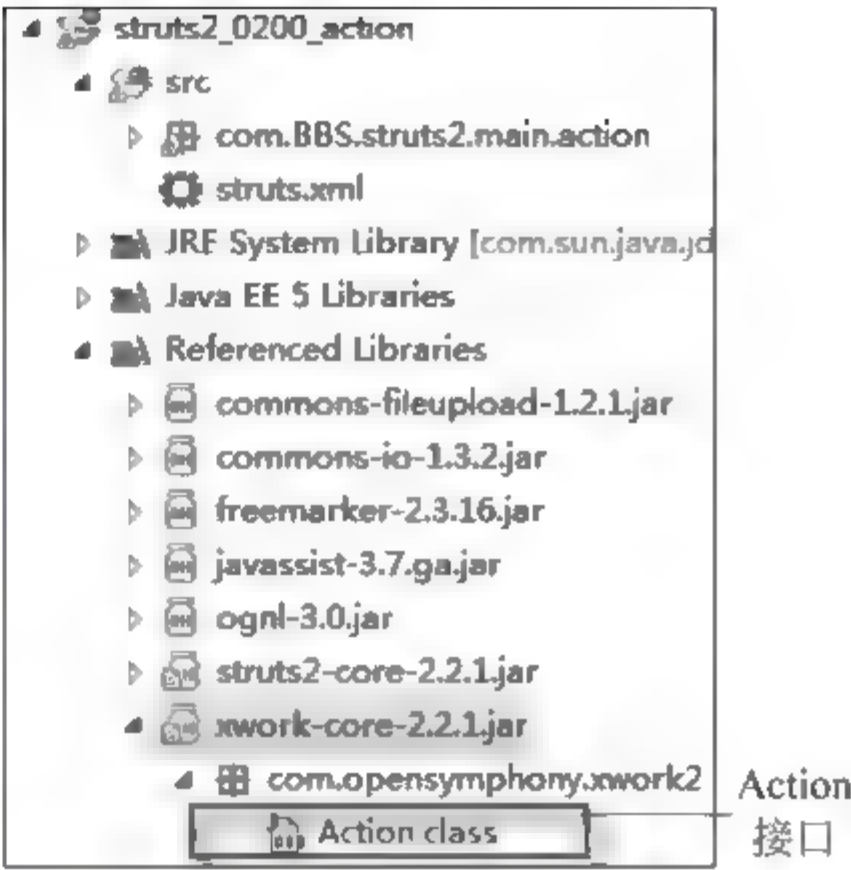 struts2_0200_action
src
com.BBS.struts2.main.action
struts.xml
JRE System Library [com.sun.java.jd
Java EE 5 Libraries
Referenced Libraries
commons-fileupload-1.2.1.jar
commons-io-1.3.2.jar
freemarker-2.3.16.jar
javassist-3.7.ga.jar
ognl-3.0.jar
struts2-core-2.2.1.jar
xwork-core-2.2.1.jar
com.opensymphony.xwork2
Action class
Action
接口